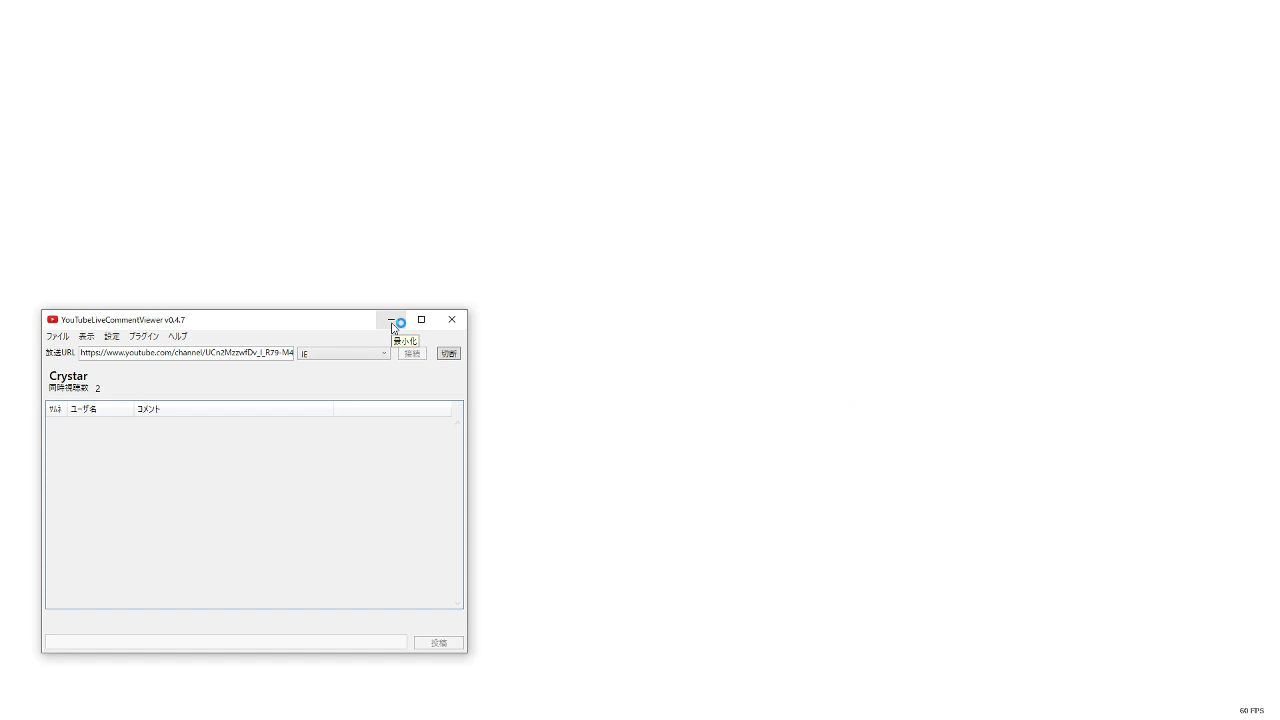 YouTubeLiveCommentViewer v0.4.7
ファイル 表示 設定 プラグイン ヘルプ
最小化
放送URL https://www.youtube.com/channel/UCn2MzzwfDv_I_R79-M4 IE 接続 切断
Crystar
同時視聴数 2
ｻﾑﾈ ユーザ名 コメント
投稿
60 FPS